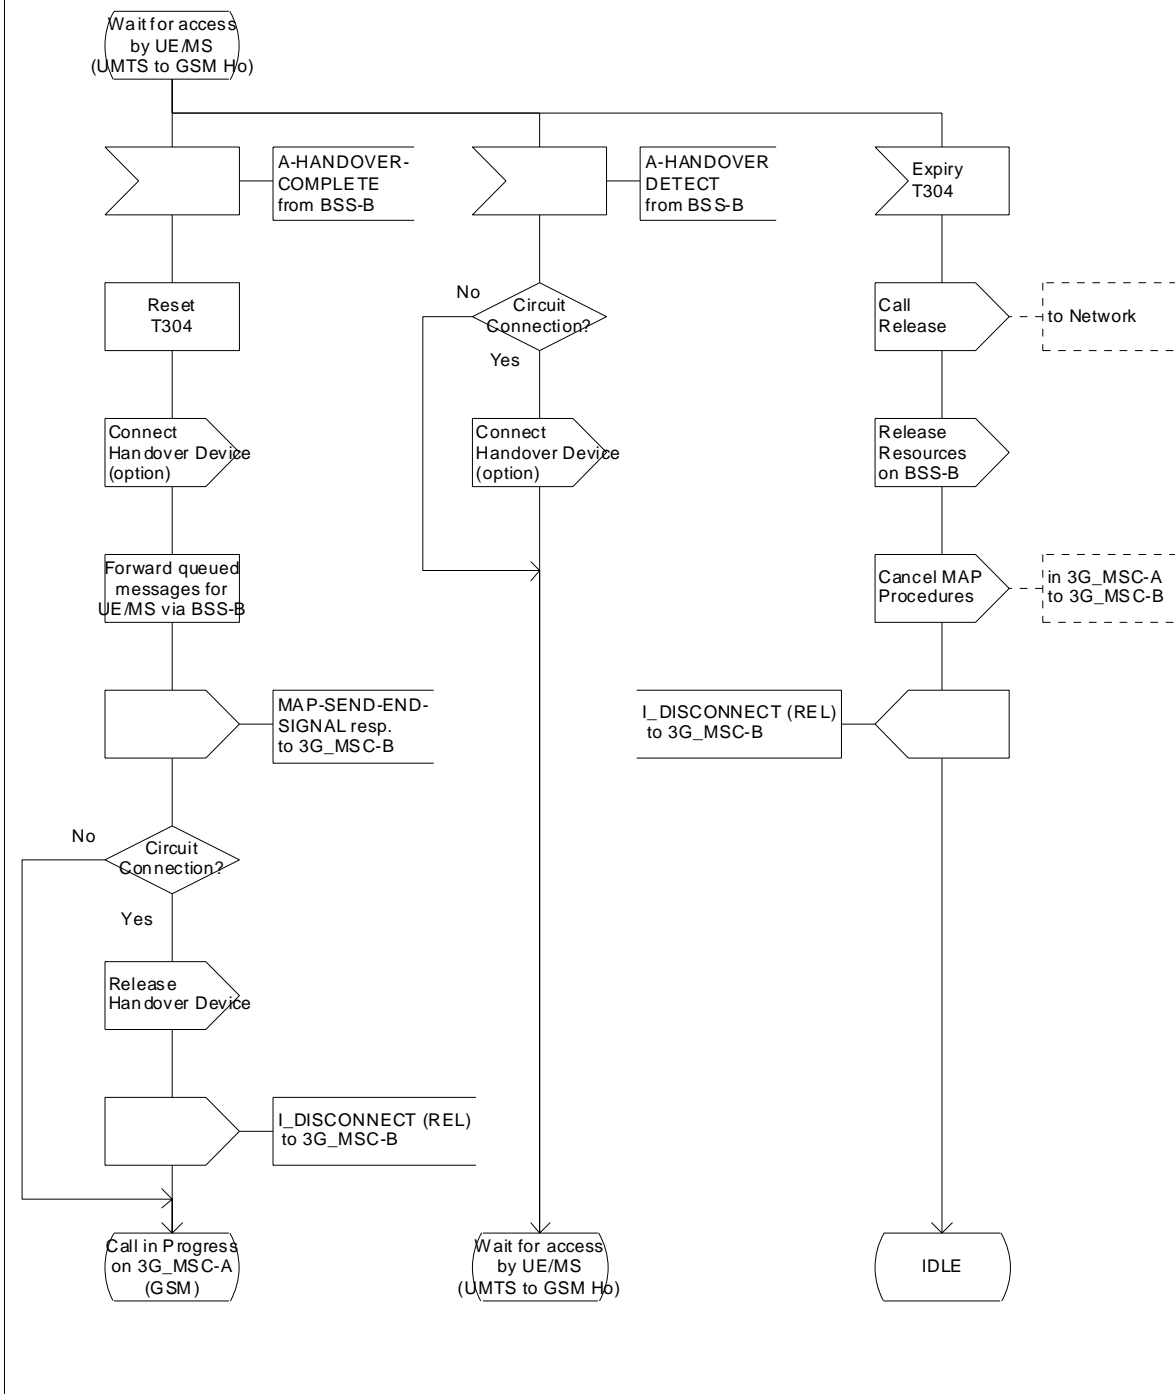 Wait for access
by UE/MS
(UMTS to GSM Ho)
A-HANDOVER-
COMPLETE
from BSS-B
A-HANDOVER
DETECT
from BSS-B
Expiry
T304
Reset
T304
No
Circuit
Connection?
Yes
Call
Release
to Network
Connect
Handover Device
(option)
Connect
Handover Device
(option)
Release
Resources
on BSS-B
Forward queued
messages for
UE/MS via BSS-B
Cancel MAP
Procedures
in 3G_MSC-A
to 3G_MSC-B
MAP-SEND-END-
SIGNAL resp.
to 3G_MSC-B
I_DISCONNECT (REL)
to 3G_MSC-B
No
Circuit
Connection?
Yes
Release
Handover Device
I_DISCONNECT (REL)
to 3G_MSC-B
Call in Progress
on 3G_MSC-A
(GSM)
Wait for access
by UE/MS
(UMTS to GSM Ho)
IDLE